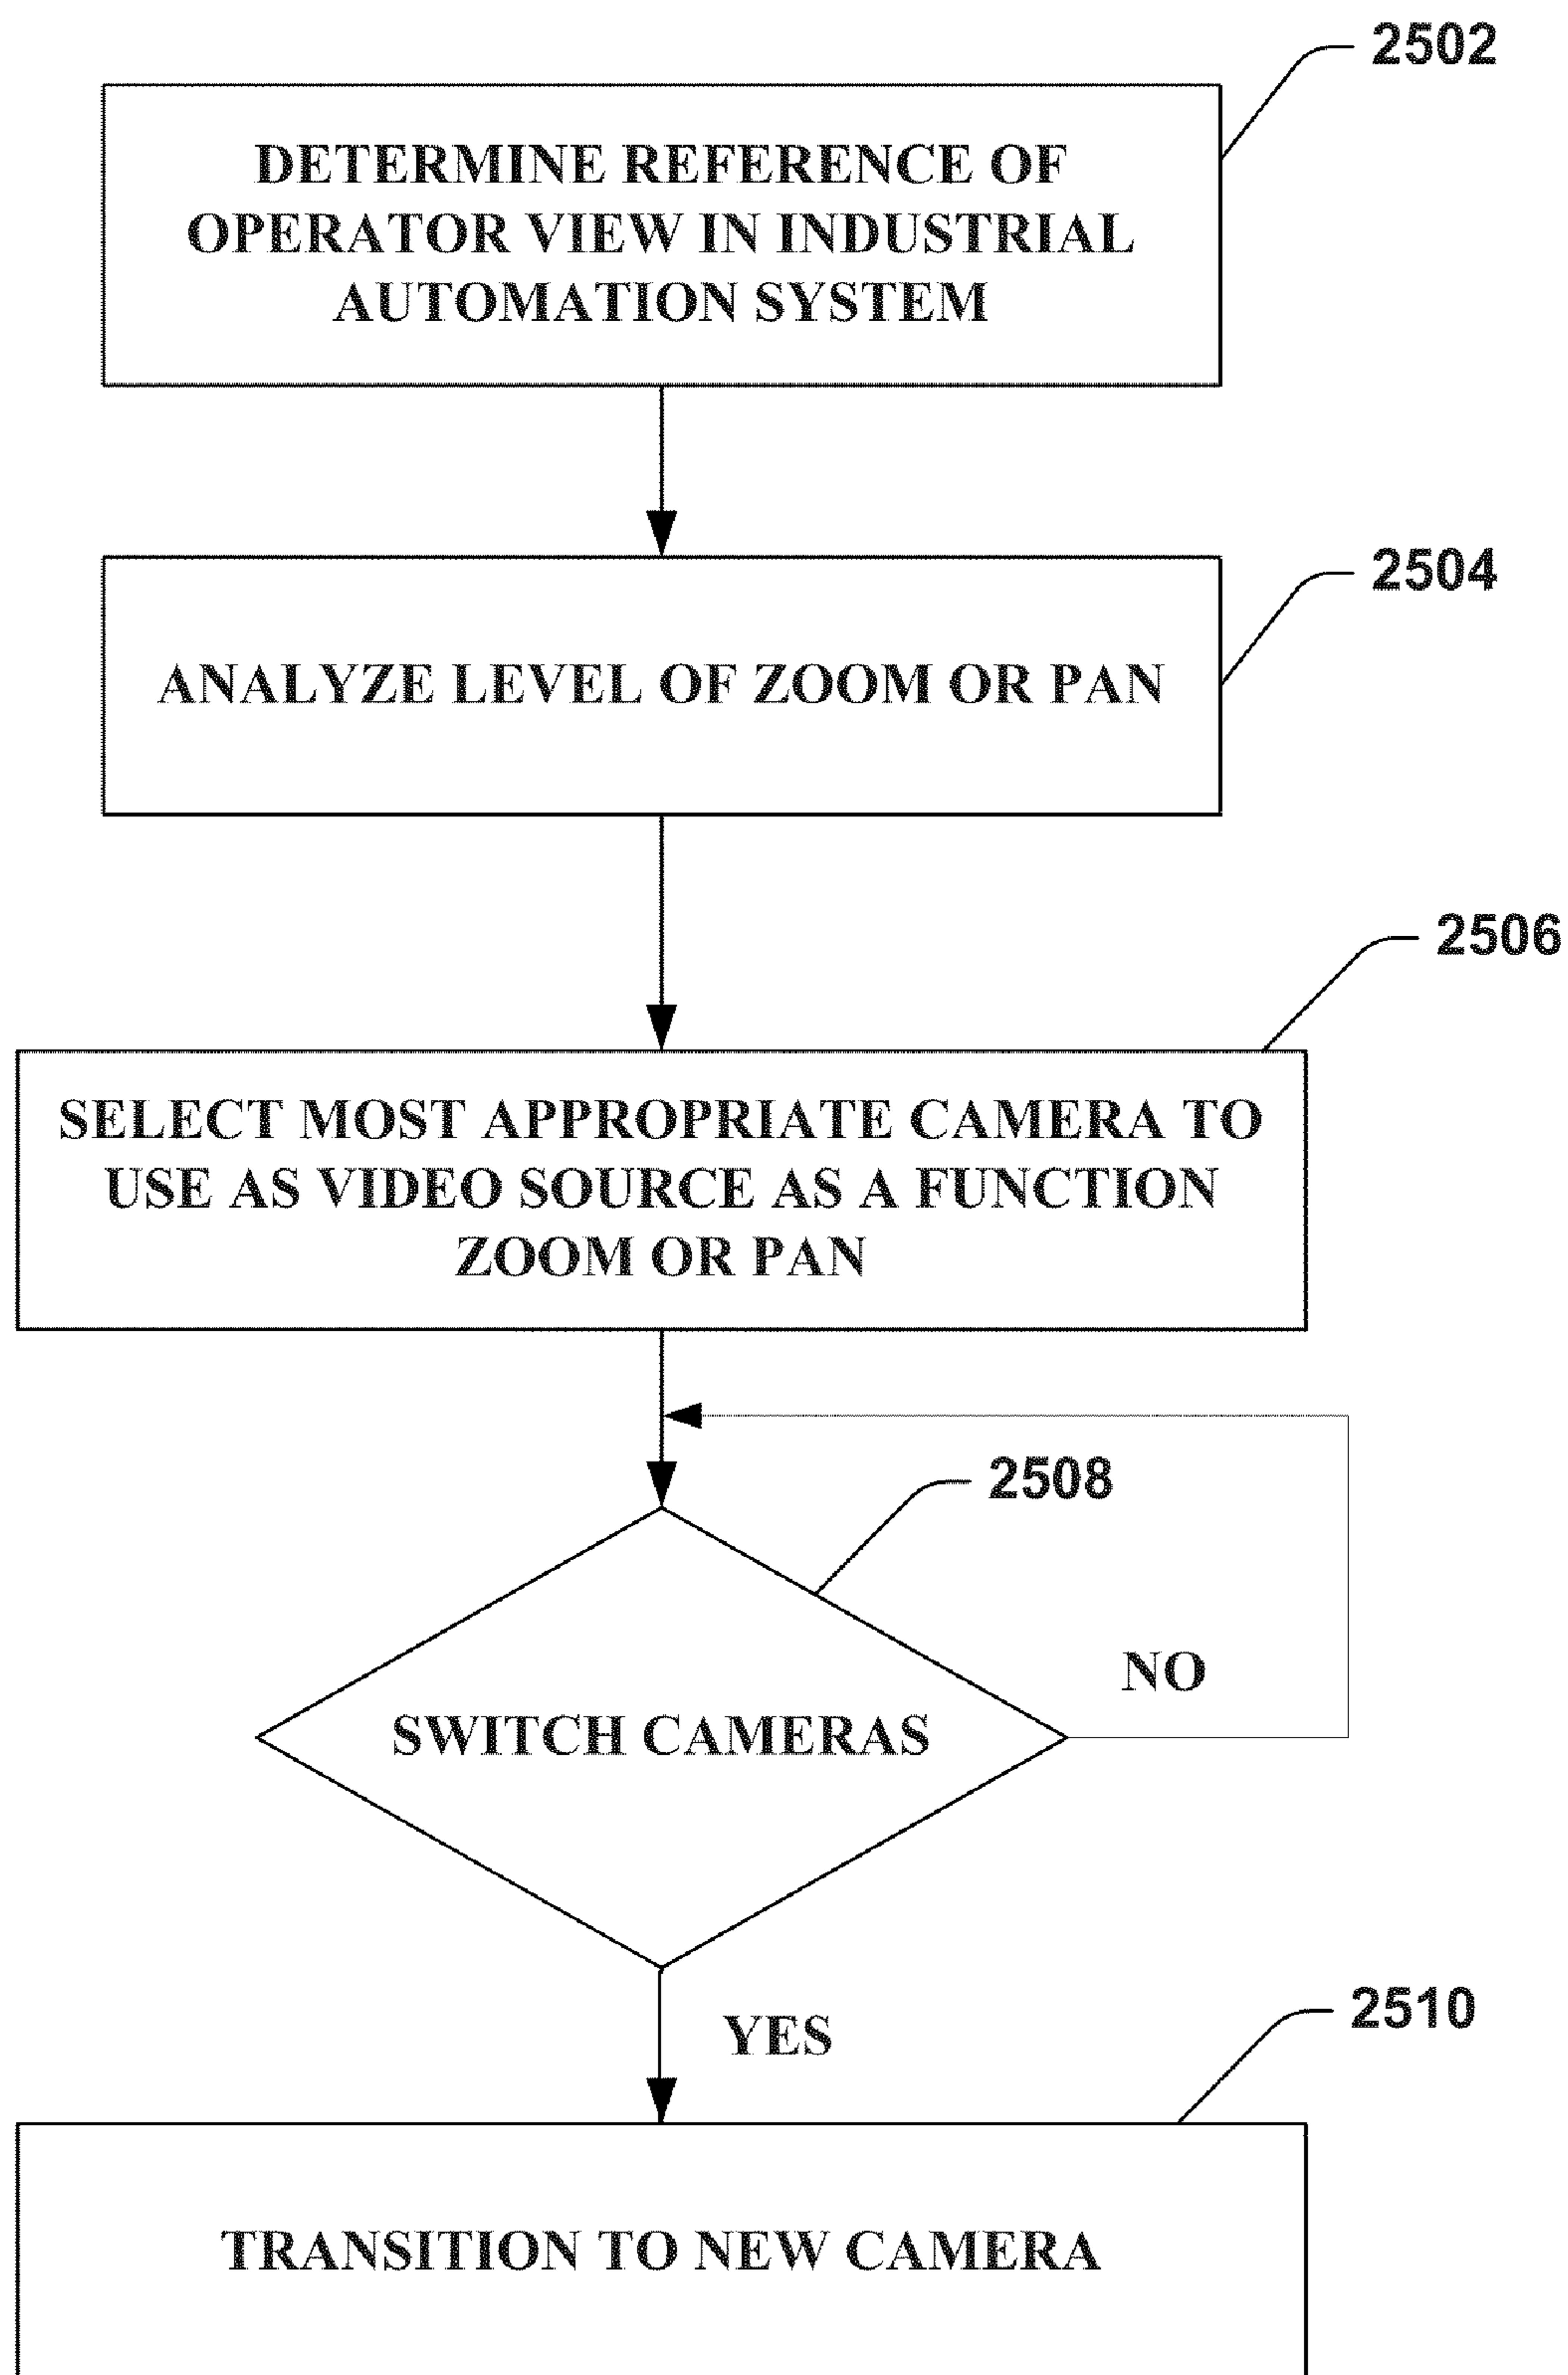 2502
DETERMINE REFERENCE OF
OPERATOR VIEW IN INDUSTRIAL
AUTOMATION SYSTEM
2504
ANALYZE LEVEL OF ZOOM OR PAN
2506
SELECT MOST APPROPRIATE CAMERA TO
USE AS VIDEO SOURCE AS A FUNCTION
ZOOM OR PAN
2508
NO
SWITCH CAMERAS
YES
2510
TRANSITION TO NEW CAMERA